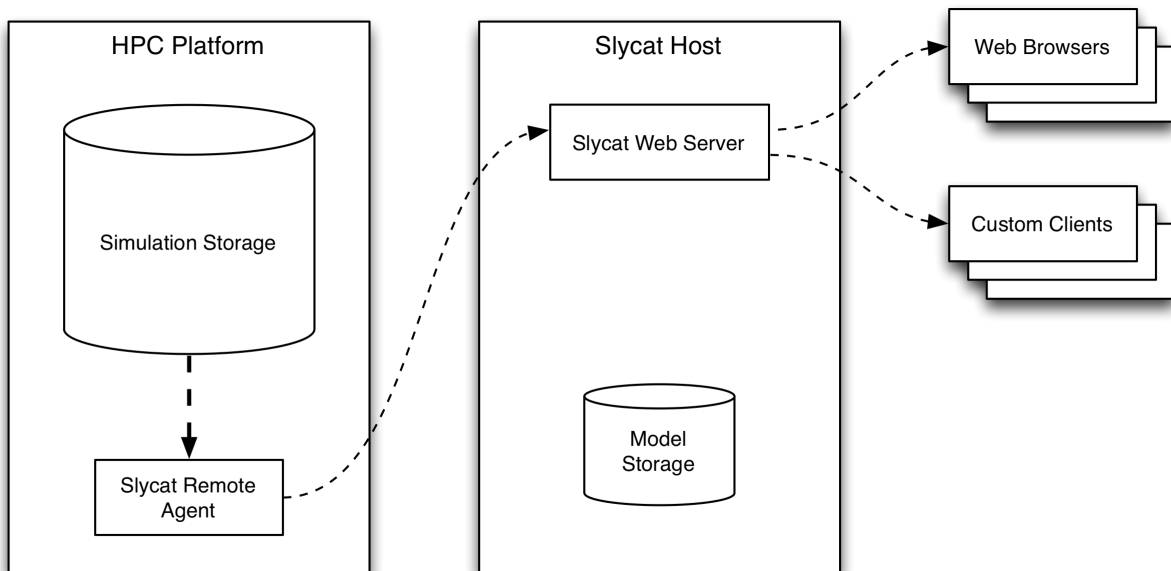 HPC Platform
Simulation Storage
Slycat Remote
Agent
Slycat Host
Slycat Web Server
Model
Storage
Web Browsers
Custom Clients